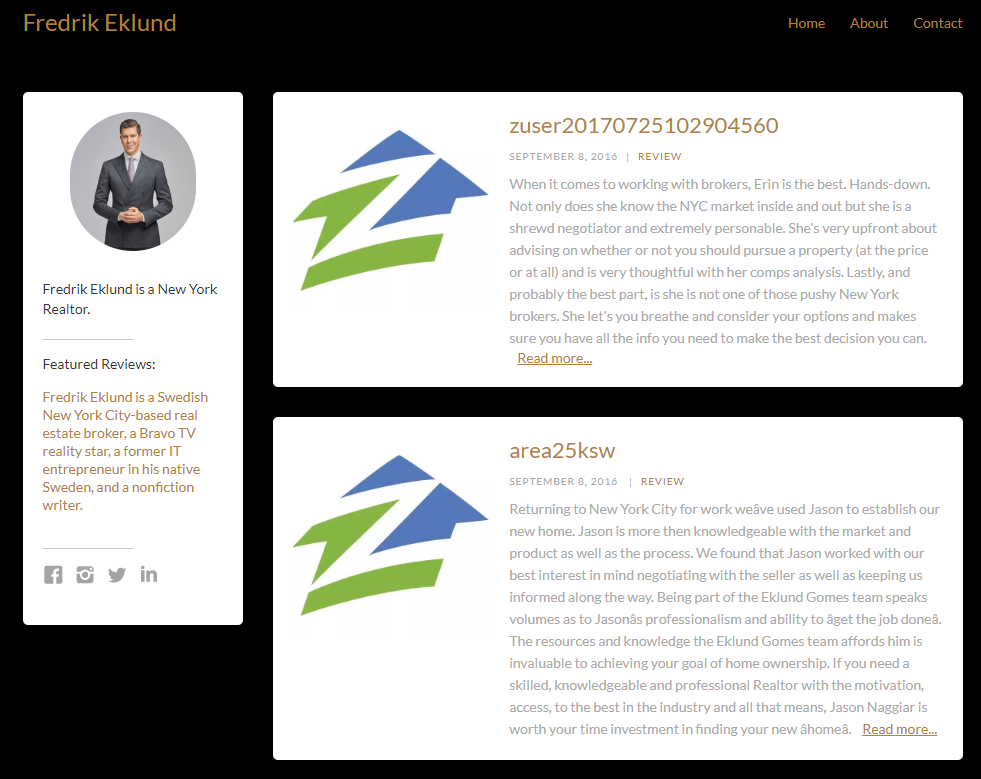 Fredrik Eklund
Home About Contact
Fredrik Eklund is a New York
Realtor.
Featured Reviews:
Fredrik Eklund is a Swedish
New York City-based real
estate broker, a Bravo TV
reality star, a former IT
entrepreneur in his native
Sweden, and a nonfiction
writer.
zuser20170725102904560
SEPTEMBER 8, 2016 | REVIEW
When it comes to working with brokers, Erin is the best. Hands-down.
Not only does she know the NYC market inside and out but she is a
shrewd negotiator and extremely personable. She's very upfront about
advising on whether or not you should pursue a property (at the price
or at all) and is very thoughtful with her comps analysis. Lastly, and
probably the best part, is she is not one of those pushy New York
brokers. She let's you breathe and consider your options and makes
sure you have all the info you need to make the best decision you can.
Read more...
area25ksw
SEPTEMBER 8, 2016 | REVIEW
Returning to New York City for work weâve used Jason to establish our
new home. Jason is more then knowledgeable with the market and
product as well as the process. We found that Jason worked with our
best interest in mind negotiating with the seller as well as keeping us
informed along the way. Being part of the Eklund Gomes team speaks
volumes as to Jasonâs professionalism and ability to âget the job doneâ.
The resources and knowledge the Eklund Gomes team affords him is
invaluable to achieving your goal of home ownership. If you need a
skilled, knowledgeable and professional Realtor with the motivation,
access, to the best in the industry and all that means, Jason Naggiar is
worth your time investment in finding your new âhomeâ. Read more...